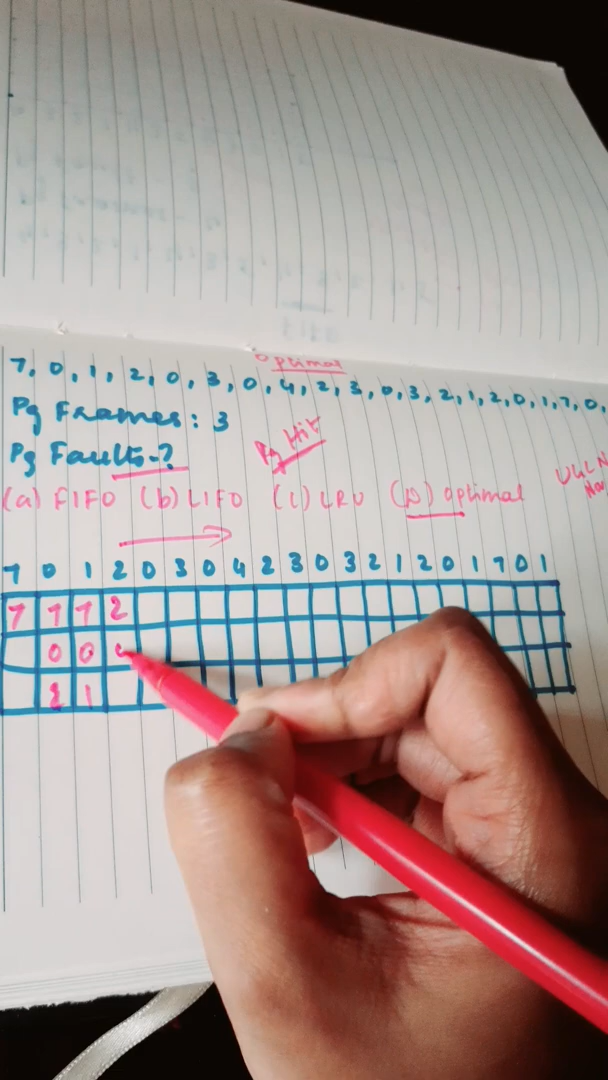 Optimal
7, 0, 1, 2, 0, 3, 0, 4, 2, 3, 0, 3, 2, 1, 2, 0, 1, 7, 0,
Pg Frames: 3
Pg Faults-?
Pg Hit
(a) FIFO (b) LIFO (c) LRU (D) optimal
7 0 1 2 0 3 0 4 2 3 0 3 2 1 2 0 1 7 0 1
7 7 7 2
0 0
1 1